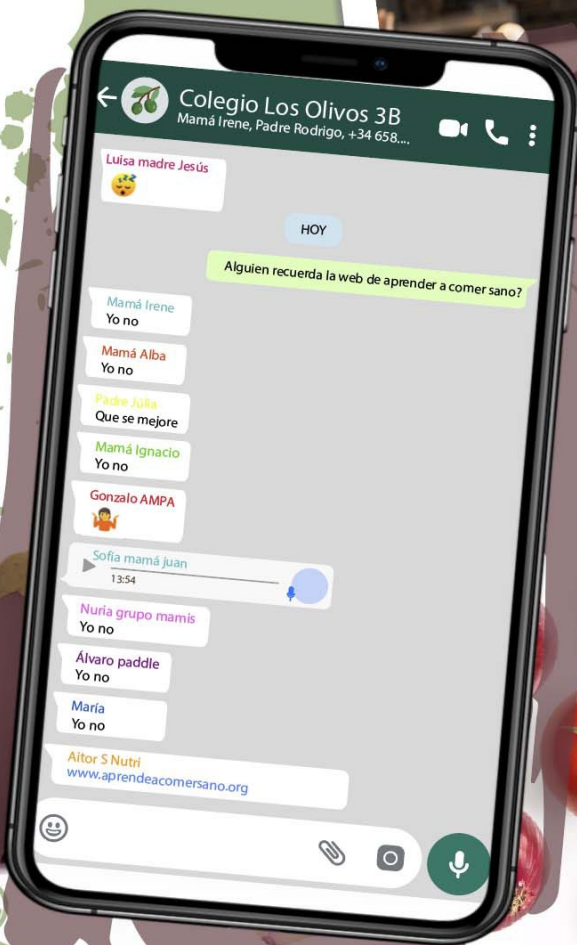 Colegio Los Olivos 3B
Mamá Irene, Padre Rodrigo, +34 658....
Luisa madre Jesús
HOY
Alguien recuerda la web de aprender a comer sano?
Mamá Irene
Yo no
Mamá Alba
Yo no
Padre Júlia
Que se mejore
Mamá Ignacio
Yo no
Gonzalo AMPA
Sofia mamá juan
13:54
Nuria grupo mamis
Yo no
Álvaro paddle
Yo no
María
Yo no
Aitor S Nutri
www.aprendeacomersano.org